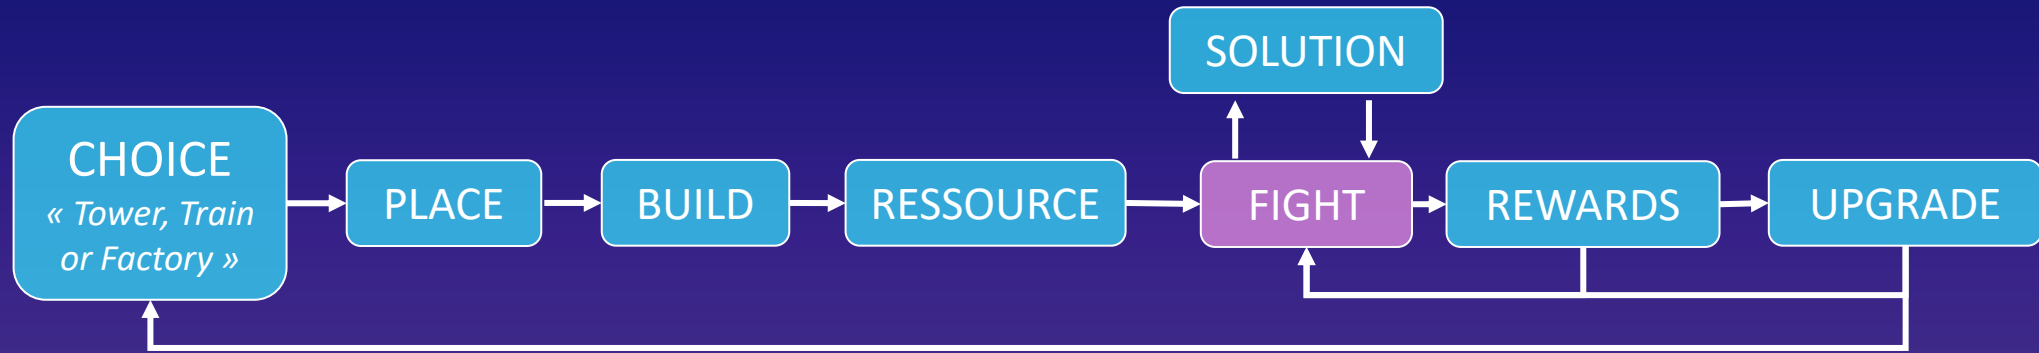 SOLUTION
CHOICE
« Tower, Train
or Factory »
PLACE
BUILD
RESSOURCE
FIGHT
REWARDS
UPGRADE